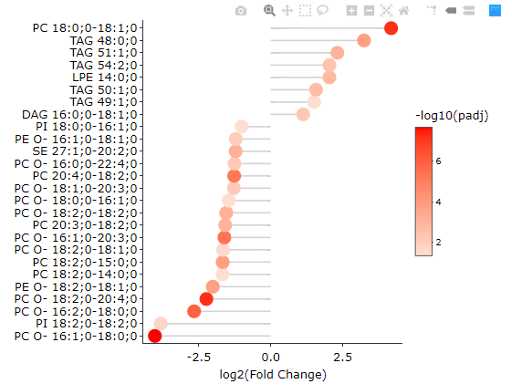 PC 18:0;0-18:1;0
TAG 48:0;0
TAG 51:1;0
TAG 54:2;0
LPE 14:0;0
TAG 50:1;0
TAG 49:1;0
DAG 16:0;0-18:1;0
PI 18:0;0-16:1;0
PE O- 16:1;0-18:1;0
SE 27:1;0-20:2;0
PC O- 16:0;0-22:4;0
PC 20:4;0-18:2;0
PC O- 18:1;0-20:3;0
PC O- 18:0;0-16:1;0
PC O- 18:2;0-18:2;0
PC 20:3;0-18:2;0
PC O- 16:1;0-20:3;0
PC O- 18:2;0-18:1;0
PC 18:2;0-15:0;0
PC 18:2;0-14:0;0
PE O- 18:2;0-18:1;0
PC O- 18:2;0-20:4;0
PC O- 16:2;0-18:0;0
PI 18:2;0-18:2;0
PC O- 16:1;0-18:0;0
-2.5
0.0
2.5
log2(Fold Change)
-log10(padj)
6
4
2